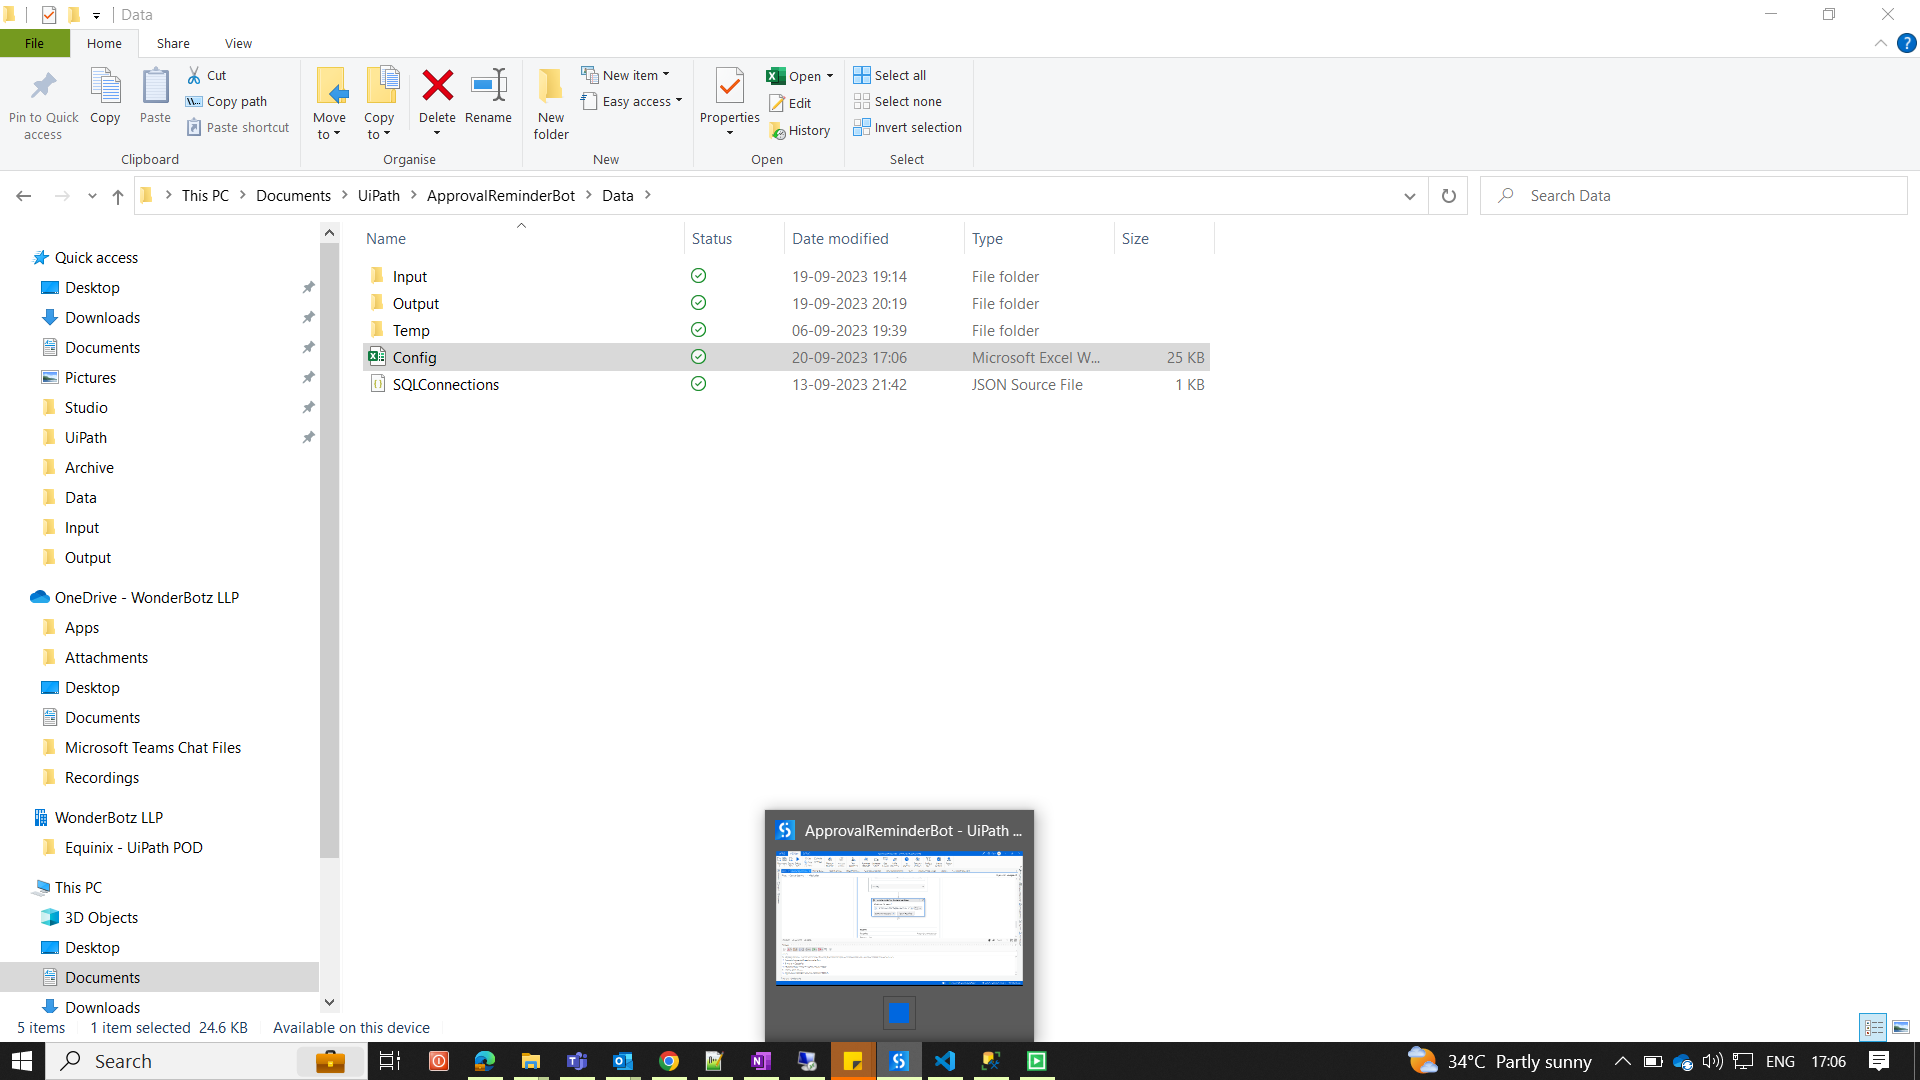 Data
File Home Share View
Pin to Quick access
Copy
Paste
Cut
Copy path
Paste shortcut
Clipboard
Move to
Copy to
Delete
Rename
Organise
New folder
New item
Easy access
New
Properties
Open
Edit
History
Open
Select all
Select none
Invert selection
Select
This PC > Documents > UiPath > ApprovalReminderBot > Data >
Search Data
Name Status Date modified Type Size
Input 19-09-2023 19:14 File folder
Output 19-09-2023 20:19 File folder
Temp 06-09-2023 19:39 File folder
Config 20-09-2023 17:06 Microsoft Excel W... 25 KB
SQLConnections 13-09-2023 21:42 JSON Source File 1 KB
Quick access
Desktop
Downloads
Documents
Pictures
Studio
UiPath
Archive
Data
Input
Output
OneDrive - WonderBotz LLP
Apps
Attachments
Desktop
Documents
Microsoft Teams Chat Files
Recordings
WonderBotz LLP
Equinix - UiPath POD
This PC
3D Objects
Desktop
Documents
Downloads
ApprovalReminderBot - UiPath ...
5 items 1 item selected 24.6 KB Available on this device
Search
34°C Partly sunny
ENG
17:06